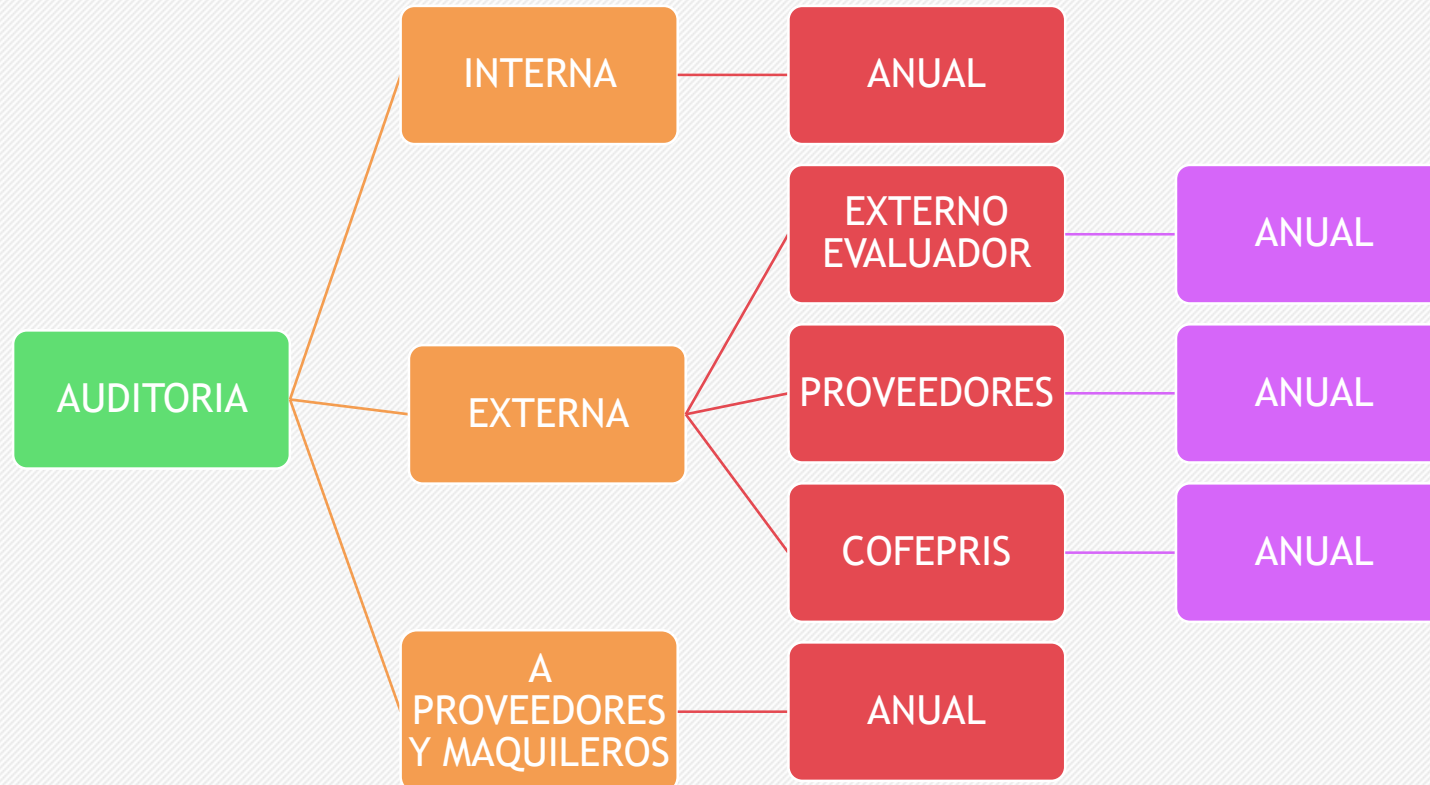 INTERNA
ANUAL
EXTERNO
EVALUADOR
ANUAL
AUDITORIA
EXTERNA
PROVEEDORES
ANUAL
COFEPRIS
ANUAL
A
PROVEEDORES
Y MAQUILEROS
ANUAL